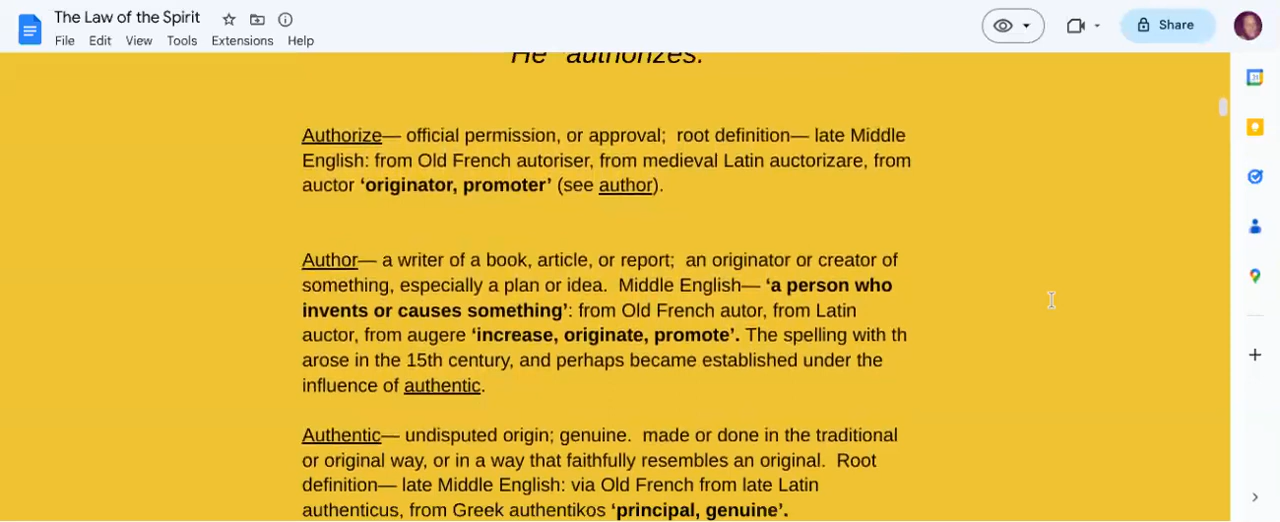 The Law of the Spirit
File Edit View Tools Extensions Help
Share
He authorizes.
Authorize— official permission, or approval; root definition— late Middle
English: from Old French autoriser, from medieval Latin auctorizare, from
auctor ‘originator, promoter’ (see author).
Author— a writer of a book, article, or report; an originator or creator of
something, especially a plan or idea. Middle English— ‘a person who
invents or causes something’: from Old French autor, from Latin
auctor, from augere ‘increase, originate, promote’. The spelling with th
arose in the 15th century, and perhaps became established under the
influence of authentic.
Authentic— undisputed origin; genuine. made or done in the traditional
or original way, or in a way that faithfully resembles an original. Root
definition— late Middle English: via Old French from late Latin
authenticus, from Greek authentikos ‘principal, genuine’.